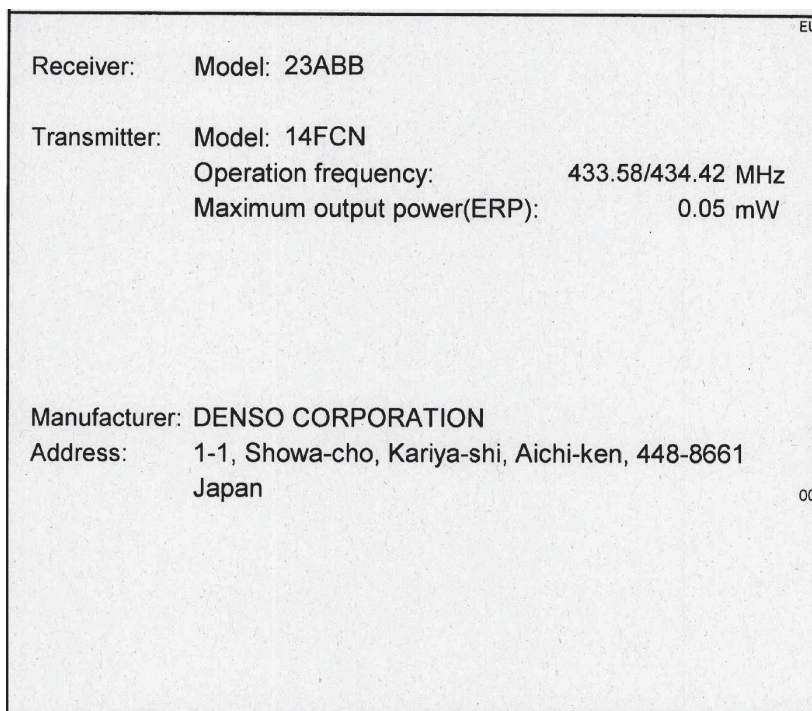 EU
Receiver: Model: 23ABB
Transmitter: Model: 14FCN
Operation frequency: 433.58/434.42 MHz
Maximum output power(ERP): 0.05 mW
Manufacturer: DENSO CORPORATION
Address: 1-1, Showa-cho, Kariya-shi, Aichi-ken, 448-8661
Japan